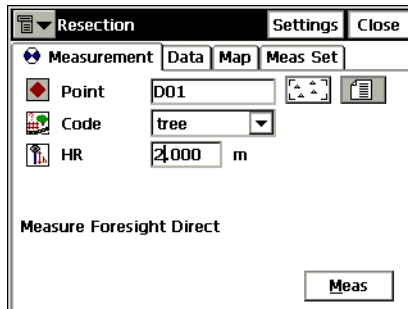 Resection Settings Close
Measurement Data Map Meas Set
Point D01
Code tree
HR 2.000 m
Measure Foresight Direct
Meas